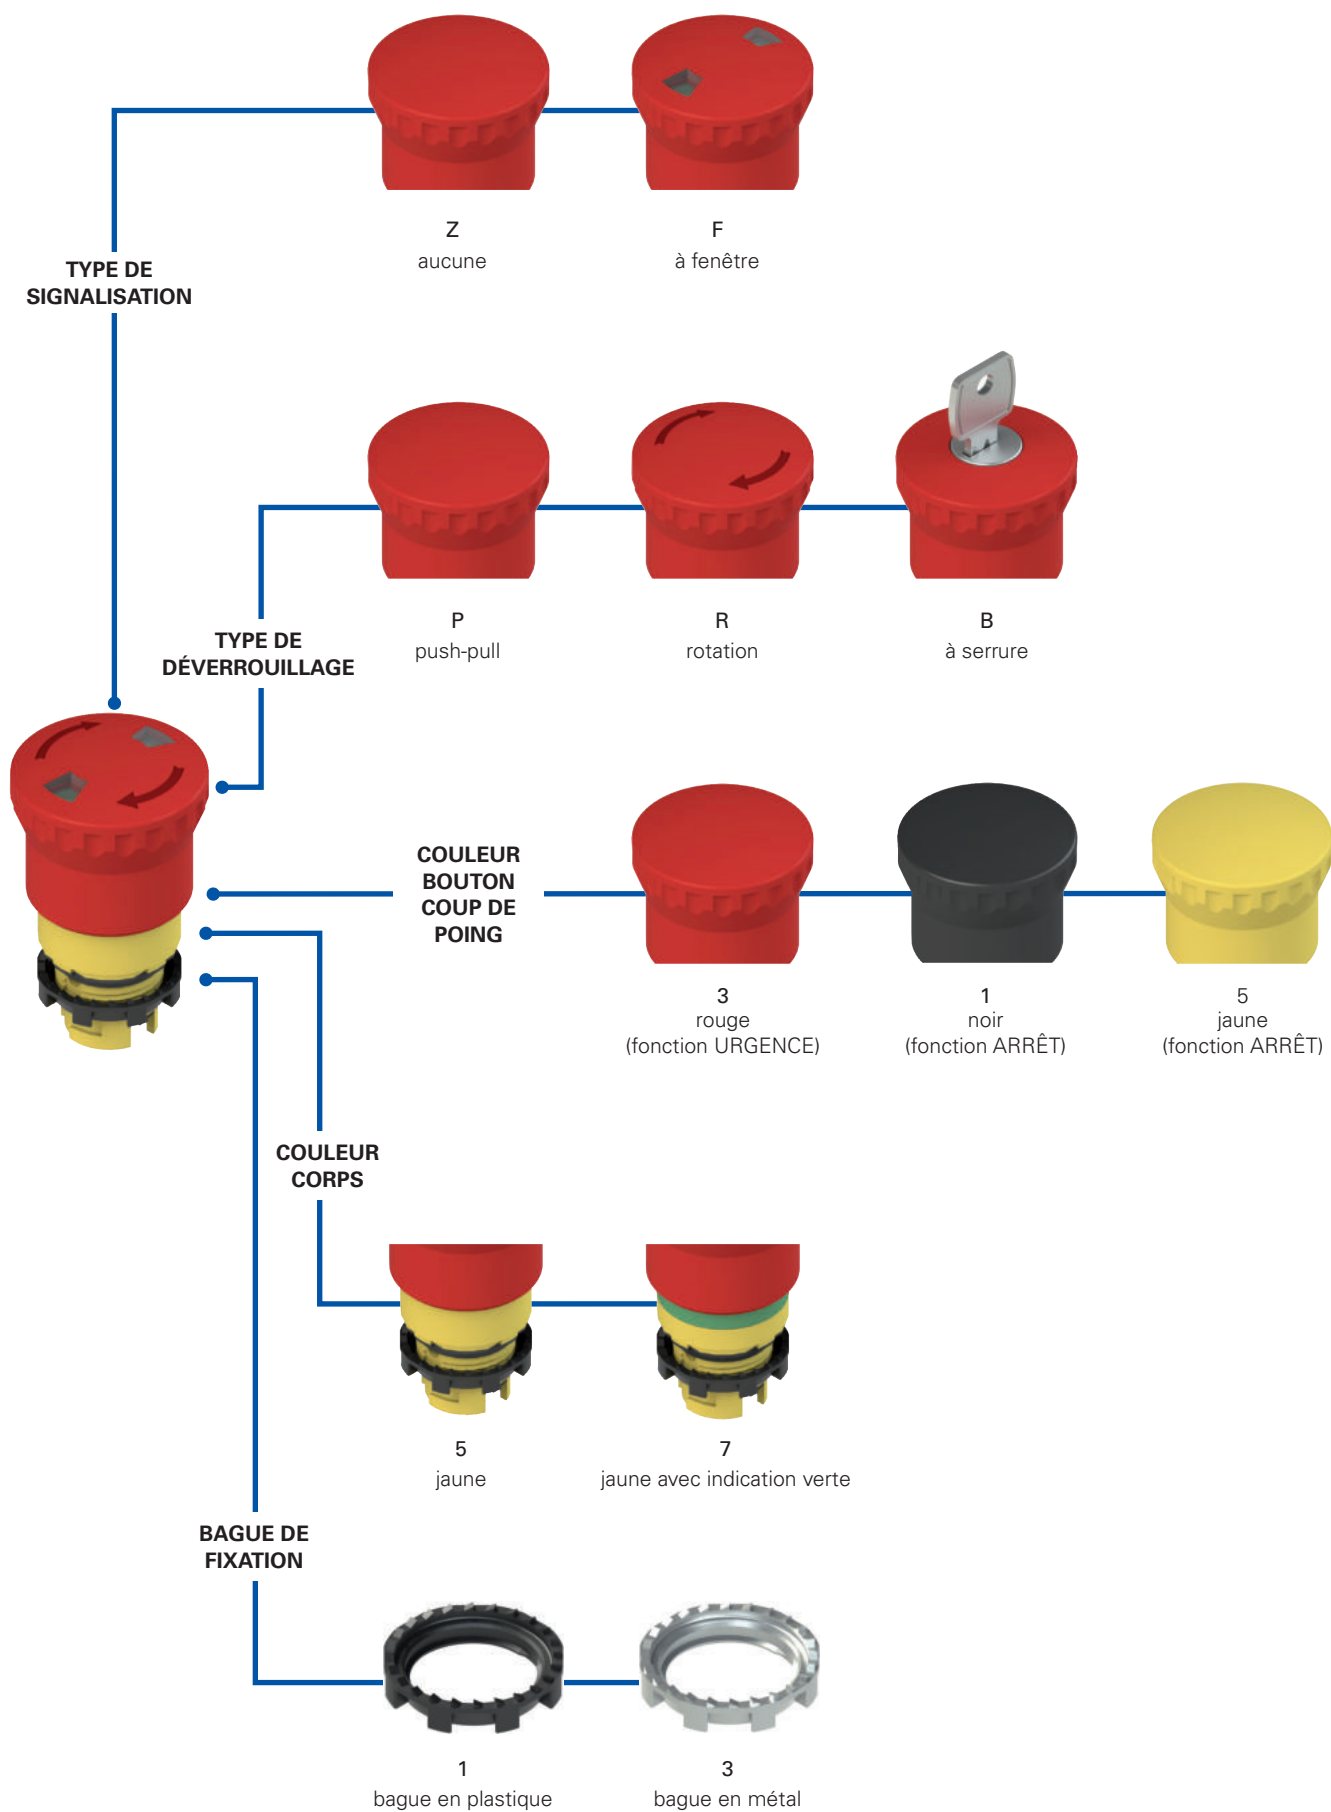 Z
aucune
F
à fenêtre
TYPE DE
SIGNALISATION
P
push-pull
R
rotation
B
à serrure
TYPE DE
DÉVERROUILLAGE
COULEUR
BOUTON
COUP DE
POING
3
rouge
(fonction URGENCE)
1
noir
(fonction ARRÊT)
5
jaune
(fonction ARRÊT)
COULEUR
CORPS
5
jaune
7
jaune avec indication verte
BAGUE DE
FIXATION
1
bague en plastique
3
bague en métal